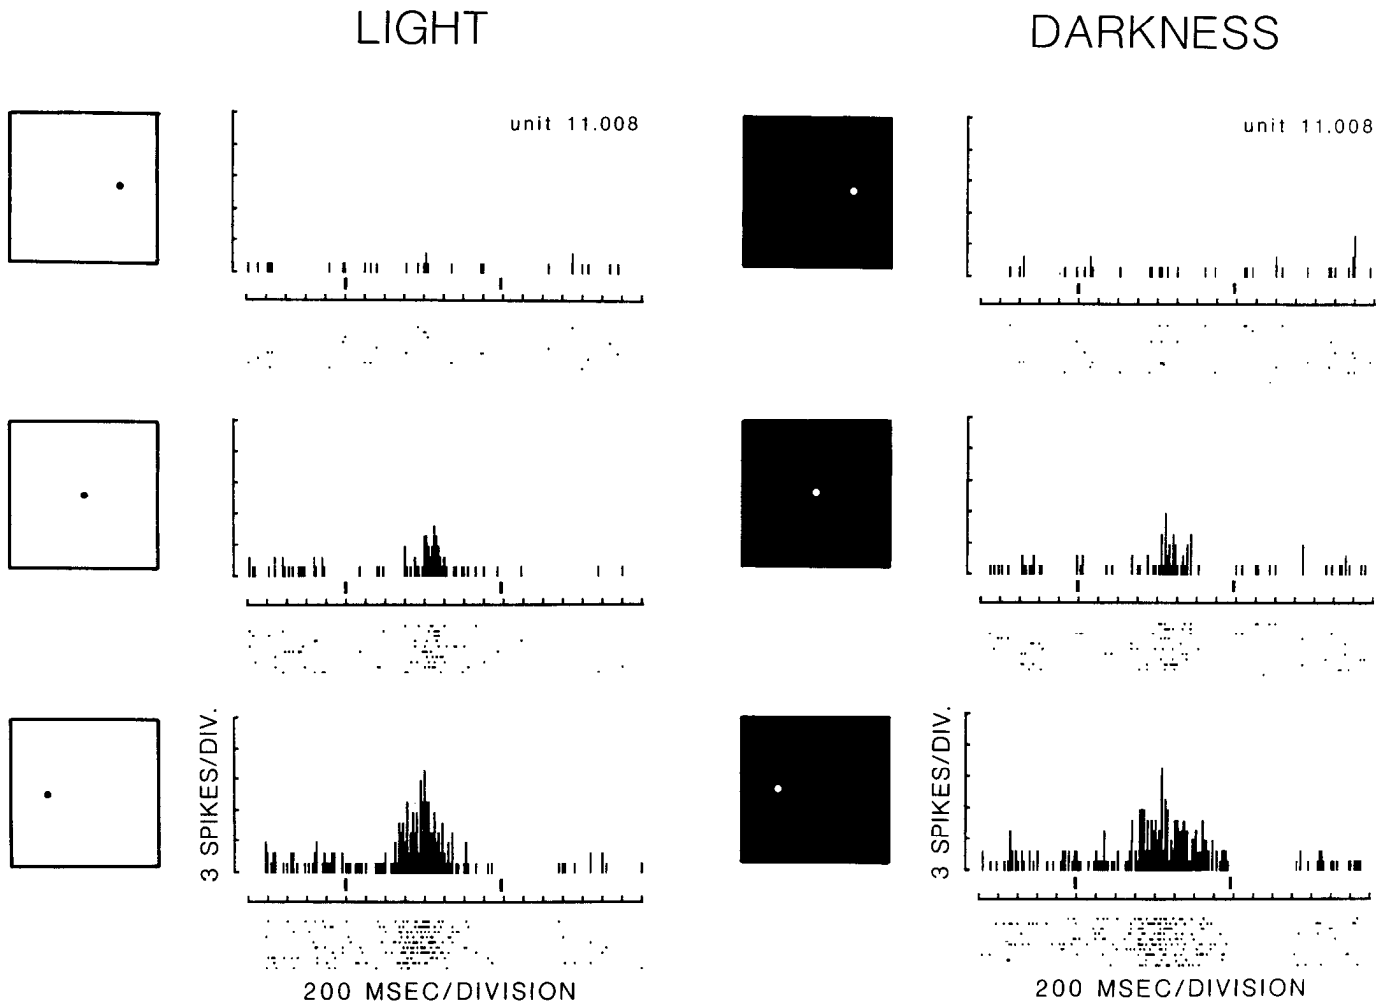 LIGHT
DARKNESS
unit 11.008
unit 11.008
3 SPIKES/DIV.
3 SPIKES/DIV.
200 MSEC/DIVISION
200 MSEC/DIVISION